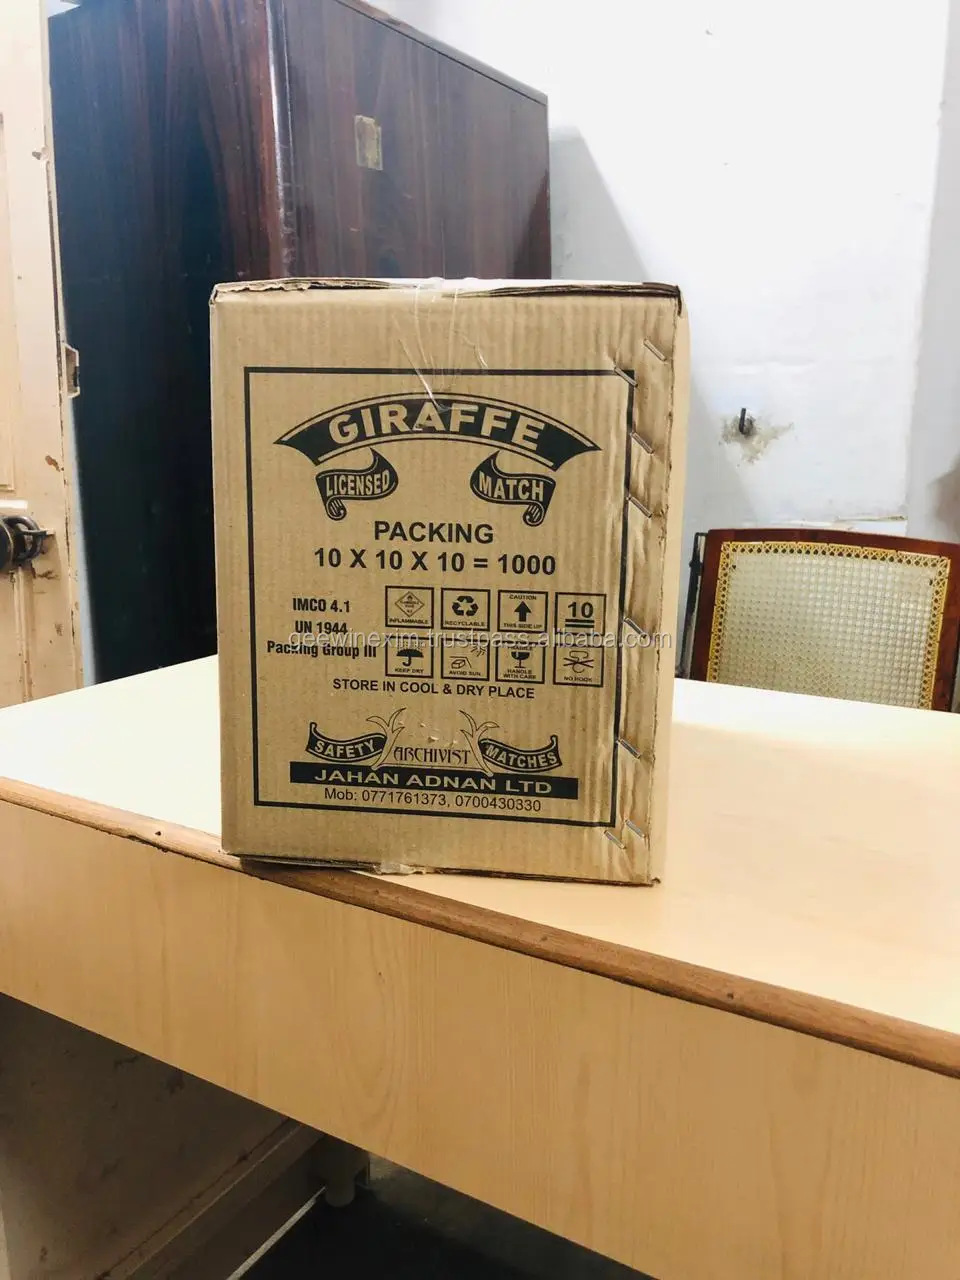 GIRAFFE
LICENSED MATCH
PACKING
10 X 10 X 10 = 1000
IMCO 4.1
UN 1944
Packing Group III
INFLAMMABLE
RECYCLABLE
CAUTION
THIS SIDE UP
10
KEEP DRY
AVOID SUN
FRAGILE
HANDLE
WITH CARE
NO HOOK
geewinexim.trustpass.alibaba.com
STORE IN COOL & DRY PLACE
SAFETY ARCHIVIST MATCHES
JAHAN ADNAN LTD
Mob: 0771761373, 0700430330